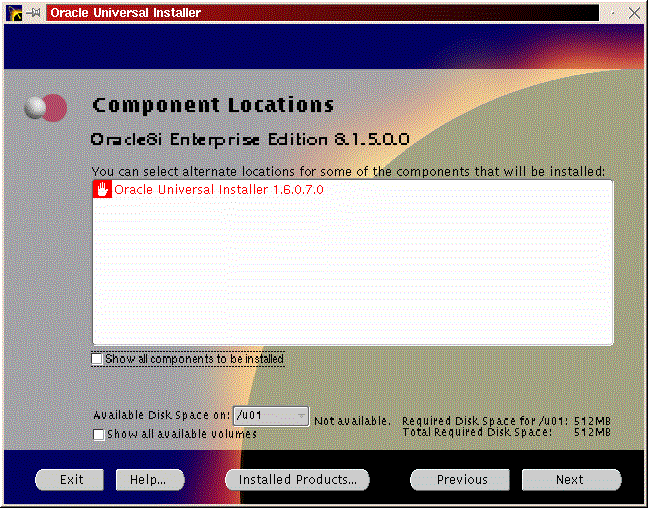 Oracle Universal Installer
Component Locations
Oracle8i Enterprise Edition 8.1.5.0.0
You can select alternate locations for some of the components that will be installed:
Oracle Universal Installer 1.6.0.7.0
Show all components to be installed
Available Disk Space on: /u01 Not available. Required Disk Space for /u01: 512MB
Show all available volumes Total Required Disk Space: 512MB
Exit Help... Installed Products... Previous Next